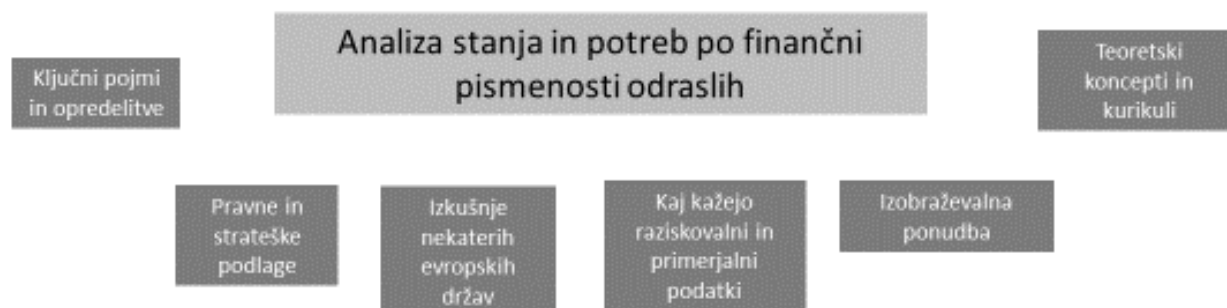 Analiza stanja in potreb po finančni
pismenosti odraslih
Ključni pojmi
in opredelitve
Pravne in
strateške
podlage
Izkušnje
nekaterih
evropskih
držav
Kaj kažejo
raziskovalni in
primerjalni
podatki
Izobraževalna
ponudba
Teoretski
koncepti in
kurikuli